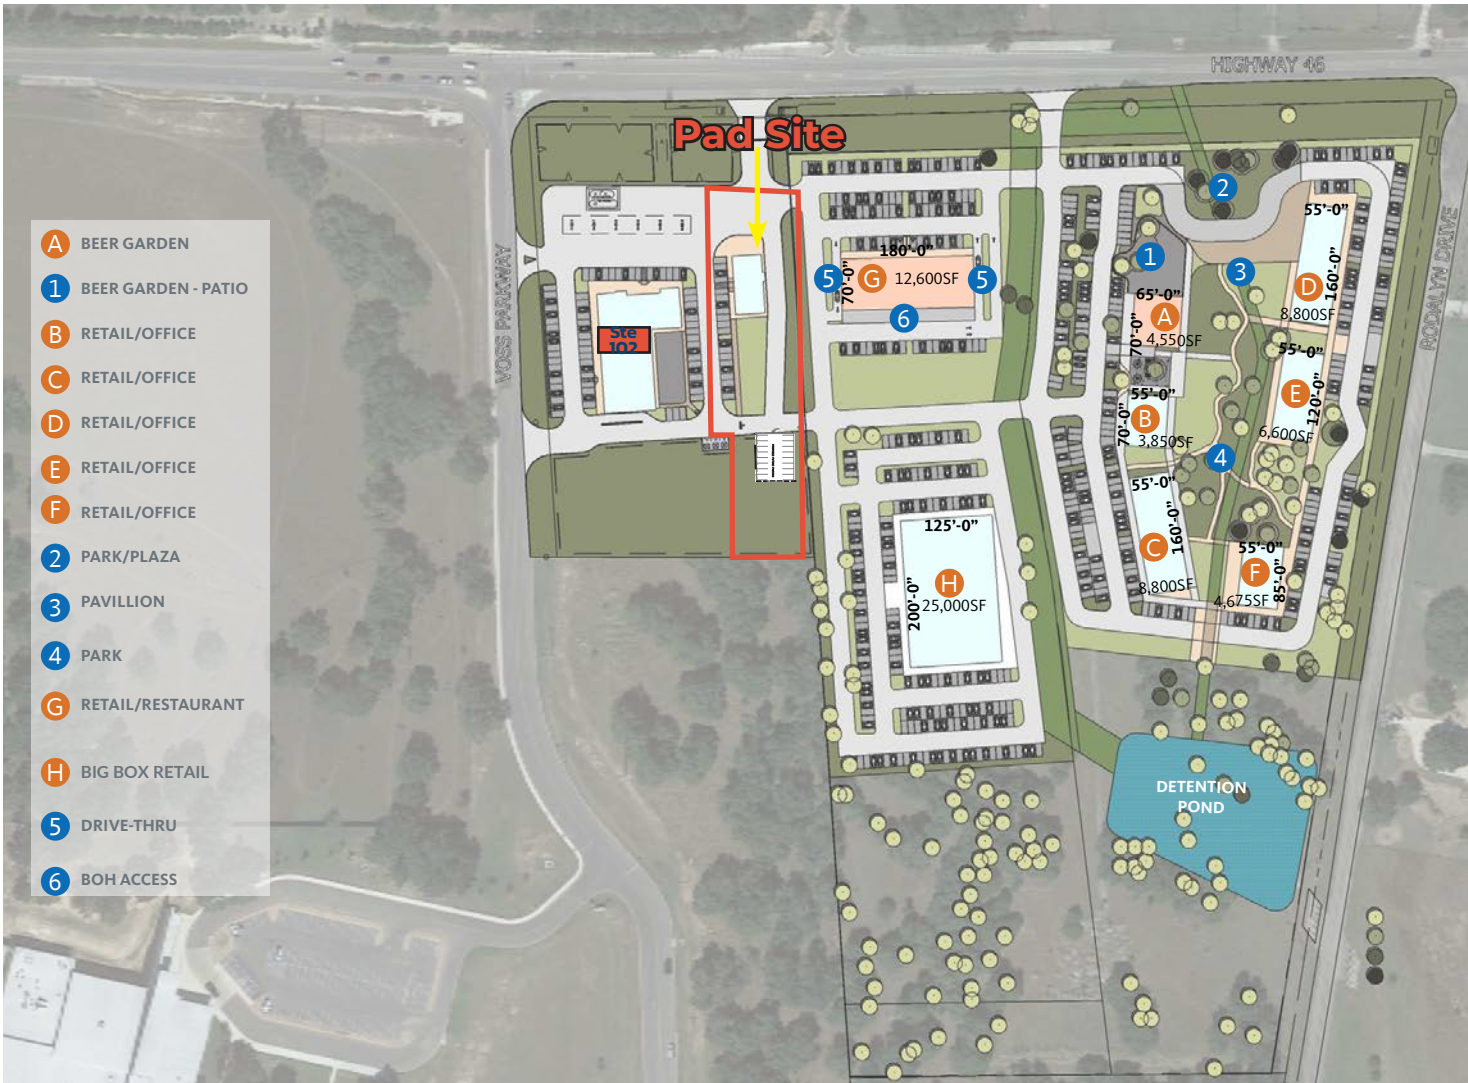 HIGHWAY 46
Pad Site
VOSS PARKWAY
RODALYN DRIVE
A BEER GARDEN
1 BEER GARDEN - PATIO
B RETAIL/OFFICE
C RETAIL/OFFICE
D RETAIL/OFFICE
E RETAIL/OFFICE
F RETAIL/OFFICE
2 PARK/PLAZA
3 PAVILLION
4 PARK
G RETAIL/RESTAURANT
H BIG BOX RETAIL
5 DRIVE-THRU
6 BOH ACCESS
Ste
102
180'-0"
70'-0"
5
G
12,600SF
5
6
2
1
3
65'-0"
A
70'-0"
4,550SF
55'-0"
D
160'-0"
8,800SF
55'-0"
E
120'-0"
6,600SF
55'-0"
B
70'-0"
3,850SF
4
55'-0"
160'-0"
C
8,800SF
55'-0"
F
85'-0"
4,675SF
125'-0"
H
200'-0"
25,000SF
DETENTION
POND